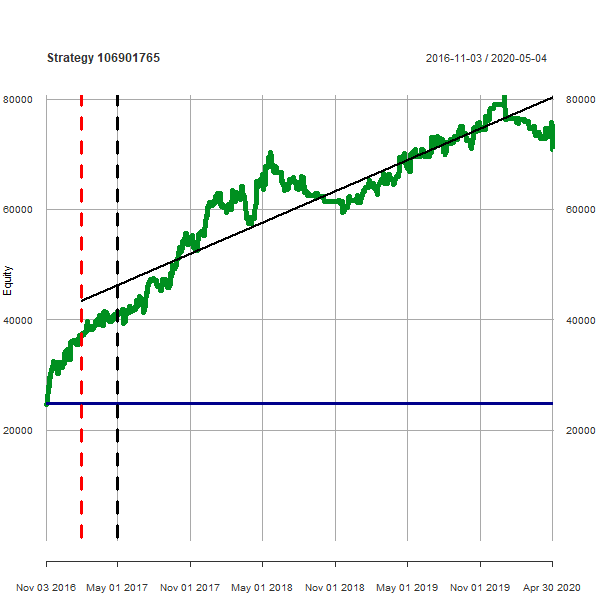 Strategy 106901765
2016-11-03 / 2020-05-04
80000 80000
60000 60000
40000 40000
20000 20000
Equity
Nov 03 2016 May 01 2017 Nov 01 2017 May 01 2018 Nov 01 2018 May 01 2019 Nov 01 2019 Apr 30 2020